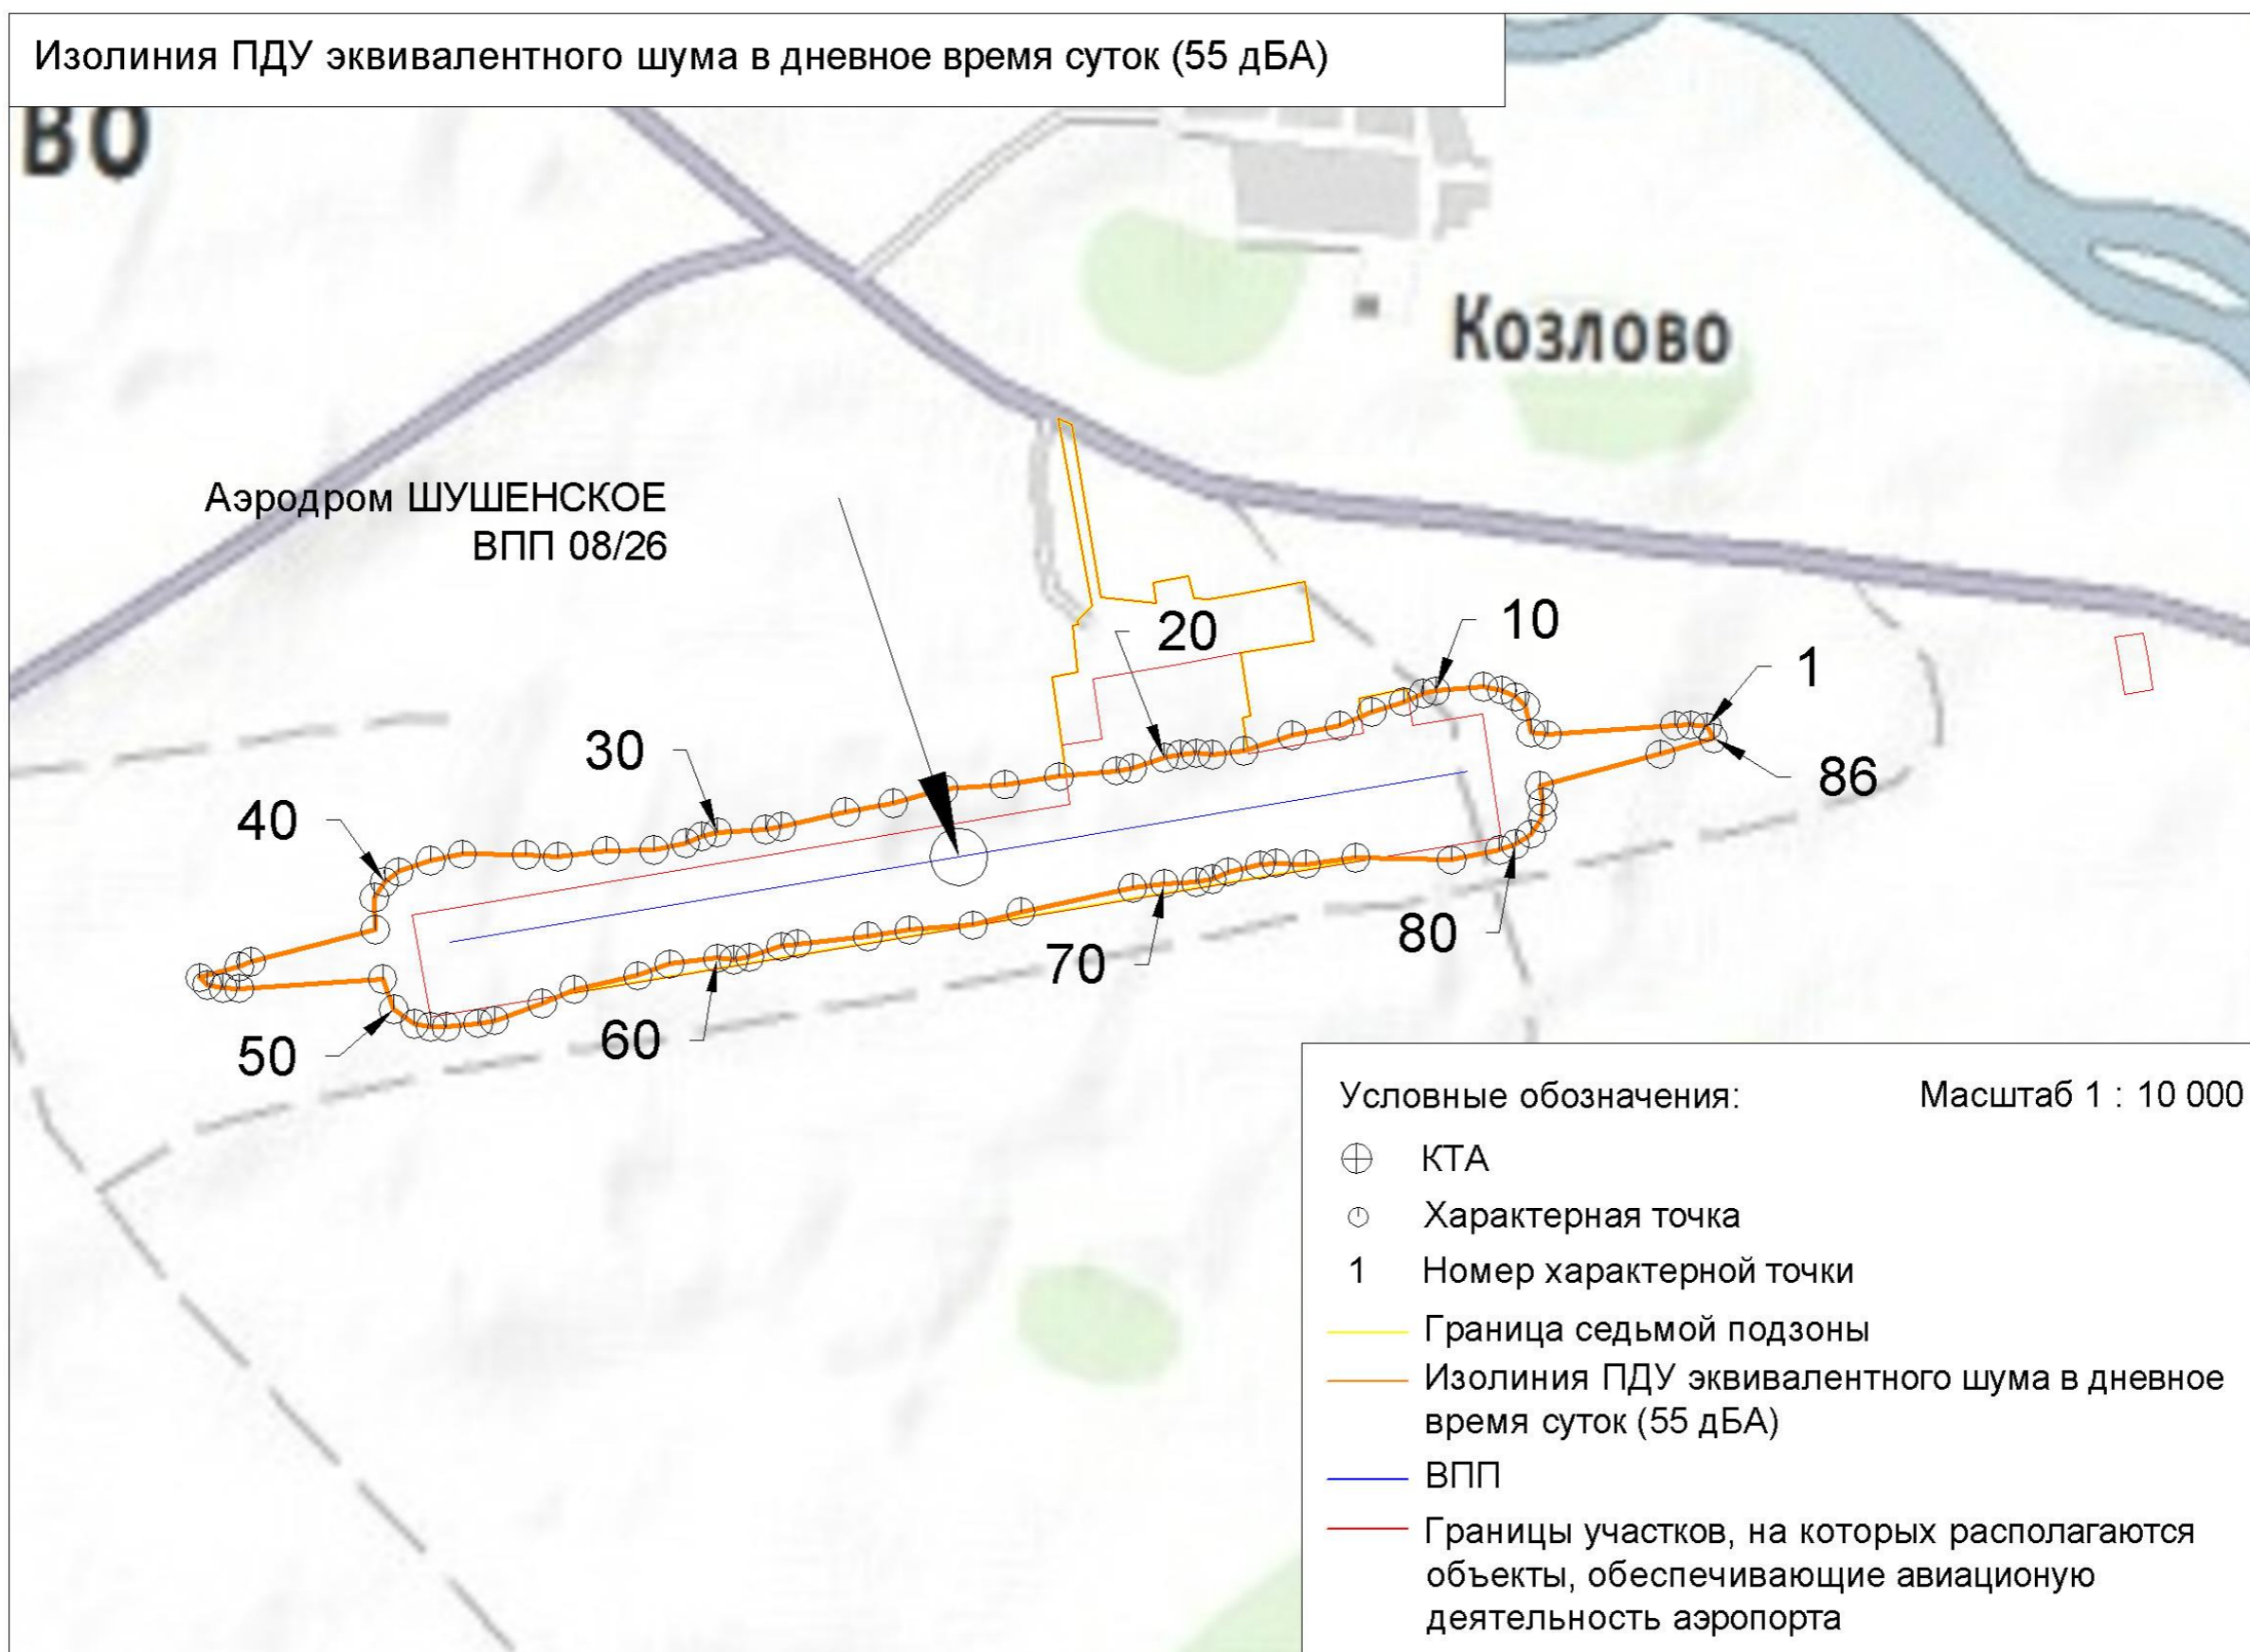 Изолиния ПДУ эквивалентного шума в дневное время суток (55 дБА)
ВО
Козлово
Аэродром ШУШЕНСКОЕ
ВПП 08/26
10
20
1
30
86
40
80
70
60
50
Условные обозначения:
Масштаб 1 : 10 000
КТА
Характерная точка
1 Номер характерной точки
Граница седьмой подзоны
Изолиния ПДУ эквивалентного шума в дневное
время суток (55 дБА)
ВПП
Границы участков, на которых располагаются
объекты, обеспечивающие авиационую
деятельность аэропорта